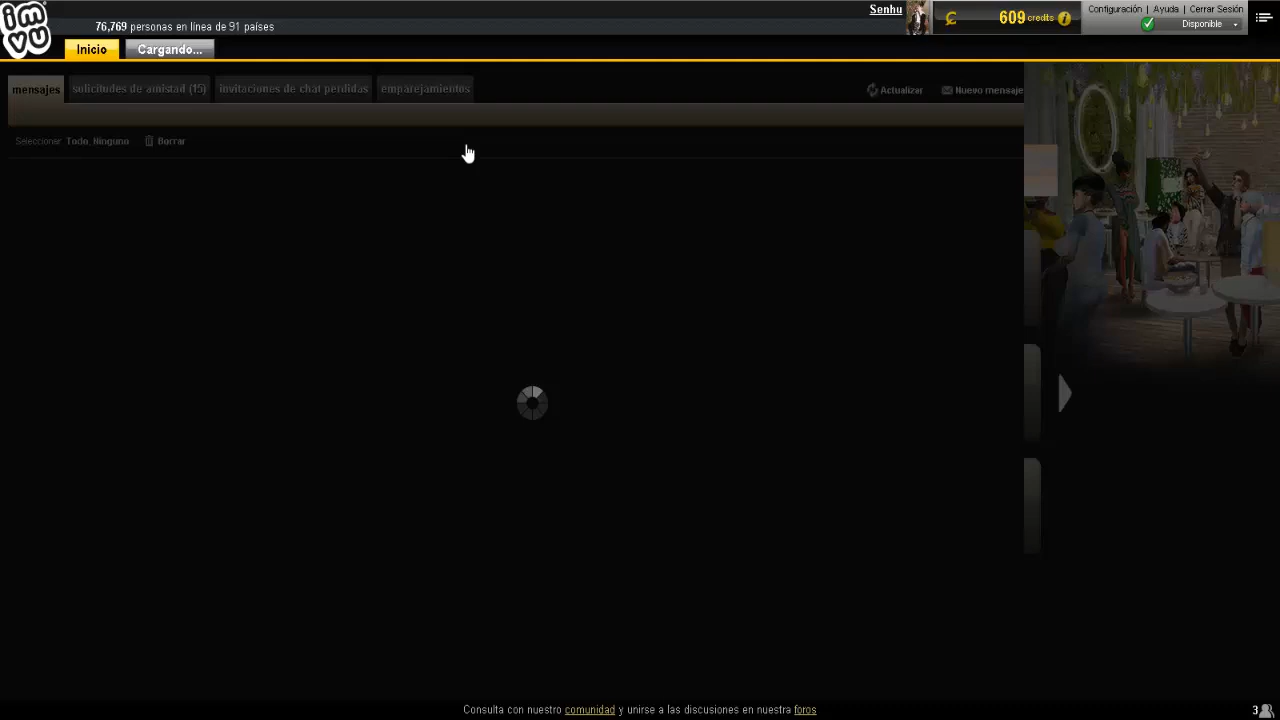 imvu
76,769 personas en línea de 91 países
Senhu
609 credits
Configuración | Ayuda | Cerrar Sesión
Disponible
Inicio
Cargando...
mensajes
solicitudes de amistad (15)
invitaciones de chat perdidas
emparejamientos
Actualizar
Nuevo mensaje
Seleccionar: Todo, Ninguno
Borrar
Consulta con nuestro comunidad y unirse a las discusiones en nuestra foros
3